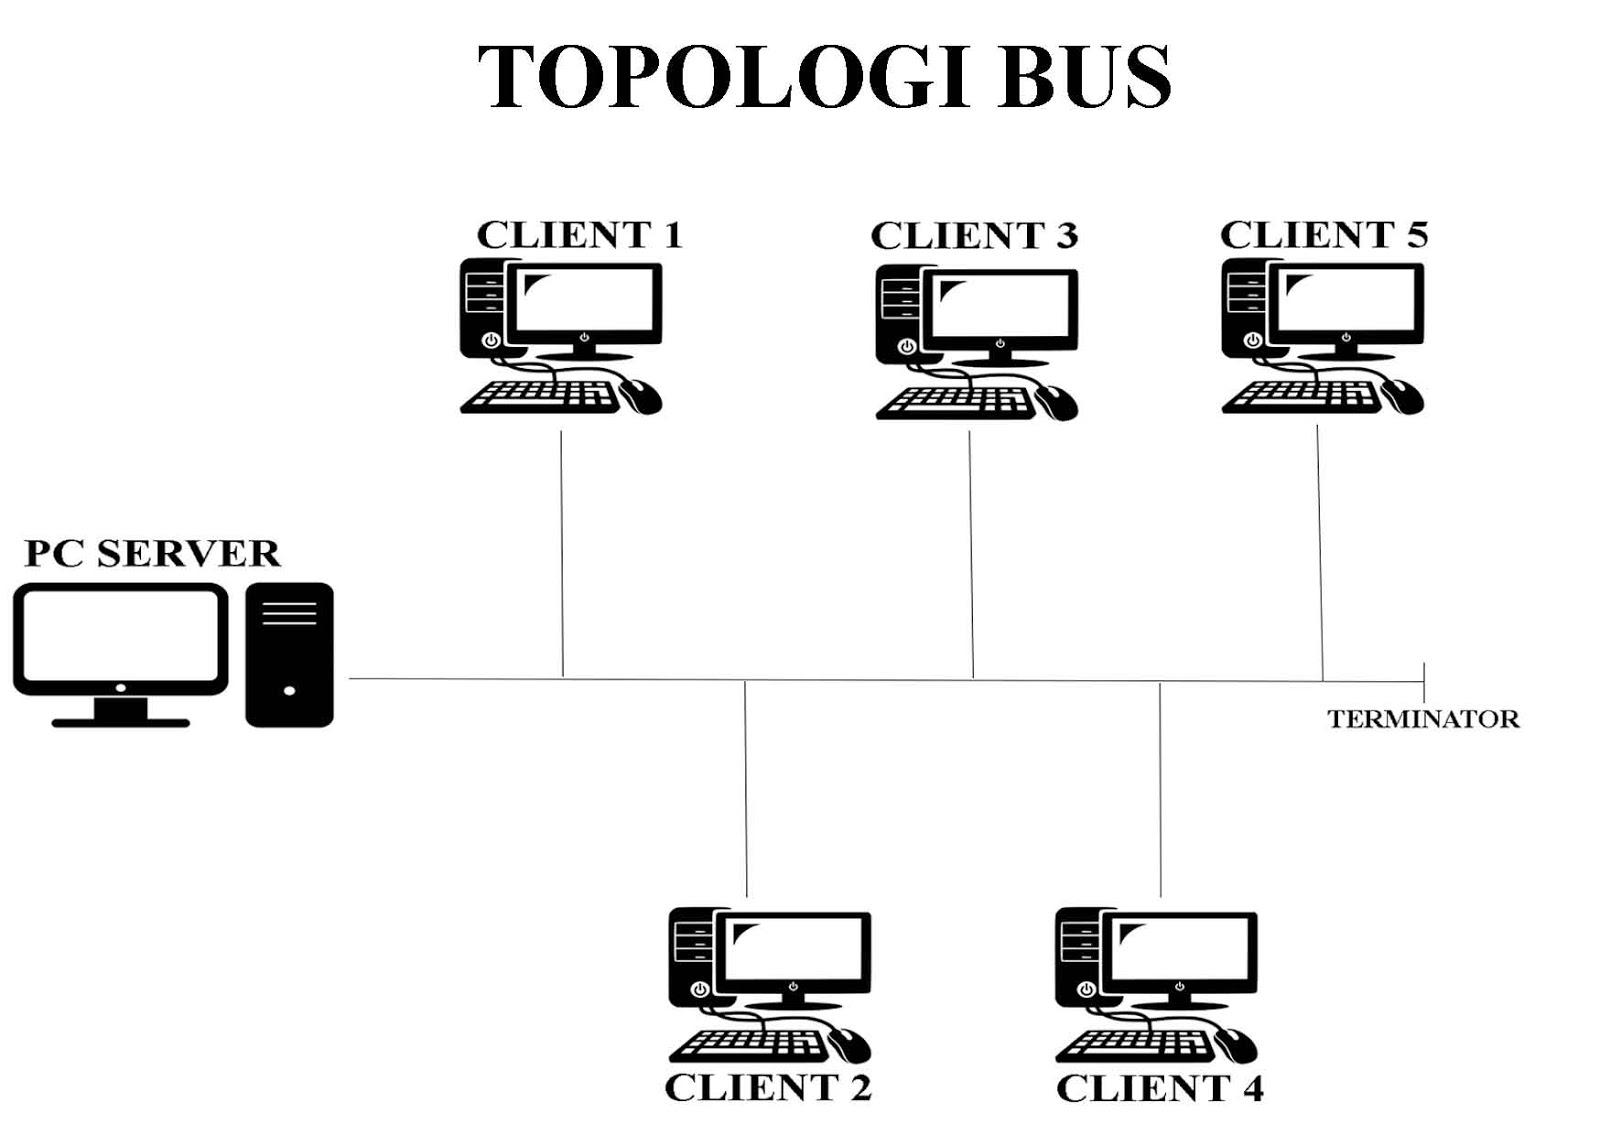 TOPOLOGI BUS
CLIENT 1
CLIENT 3
CLIENT 5
PC SERVER
TERMINATOR
CLIENT 2
CLIENT 4